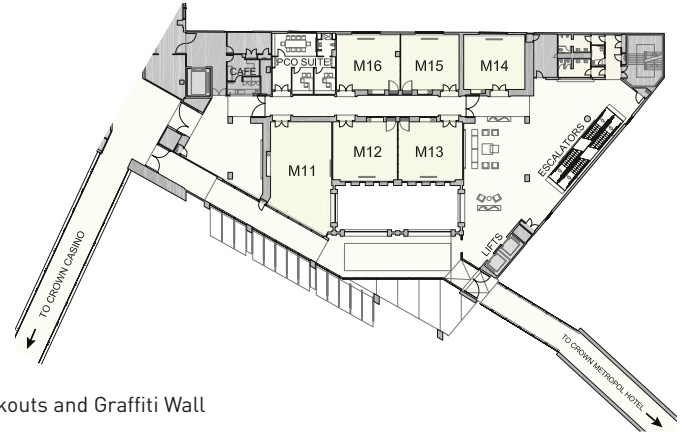 CAFE
PCO SUITE
M16
M15
M14
M11
M12
M13
ESCALATORS
LIFTS
TO CROWN CASINO
TO CROWN METROPOL HOTEL
kouts and Graffiti Wall